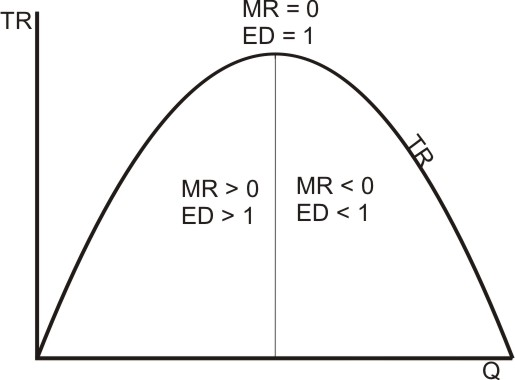 MR = 0
ED = 1
TR
TR
MR > 0
ED > 1
MR < 0
ED < 1
Q